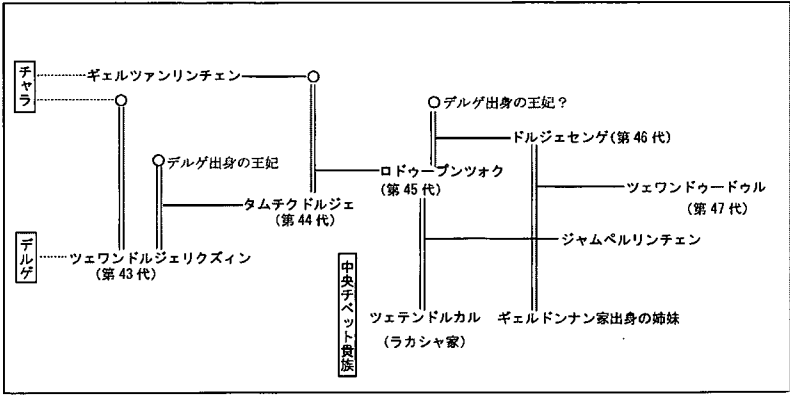 チャラ
ギェルツァンリンチェン
デルゲ出身の王妃？
ドルジェセンゲ(第46代)
デルゲ出身の王妃
ロドゥープンツォク
(第45代)
ツェワンドゥードゥル
(第47代)
タムテクドルジェ
(第44代)
ジャムペルリンチェン
デルゲ
ツェワンドルジェリクズィン
(第43代)
中央チベット貴族
ツェテンドルカル
(ラカシャ家)
ギェルドンナン家出身の姉妹